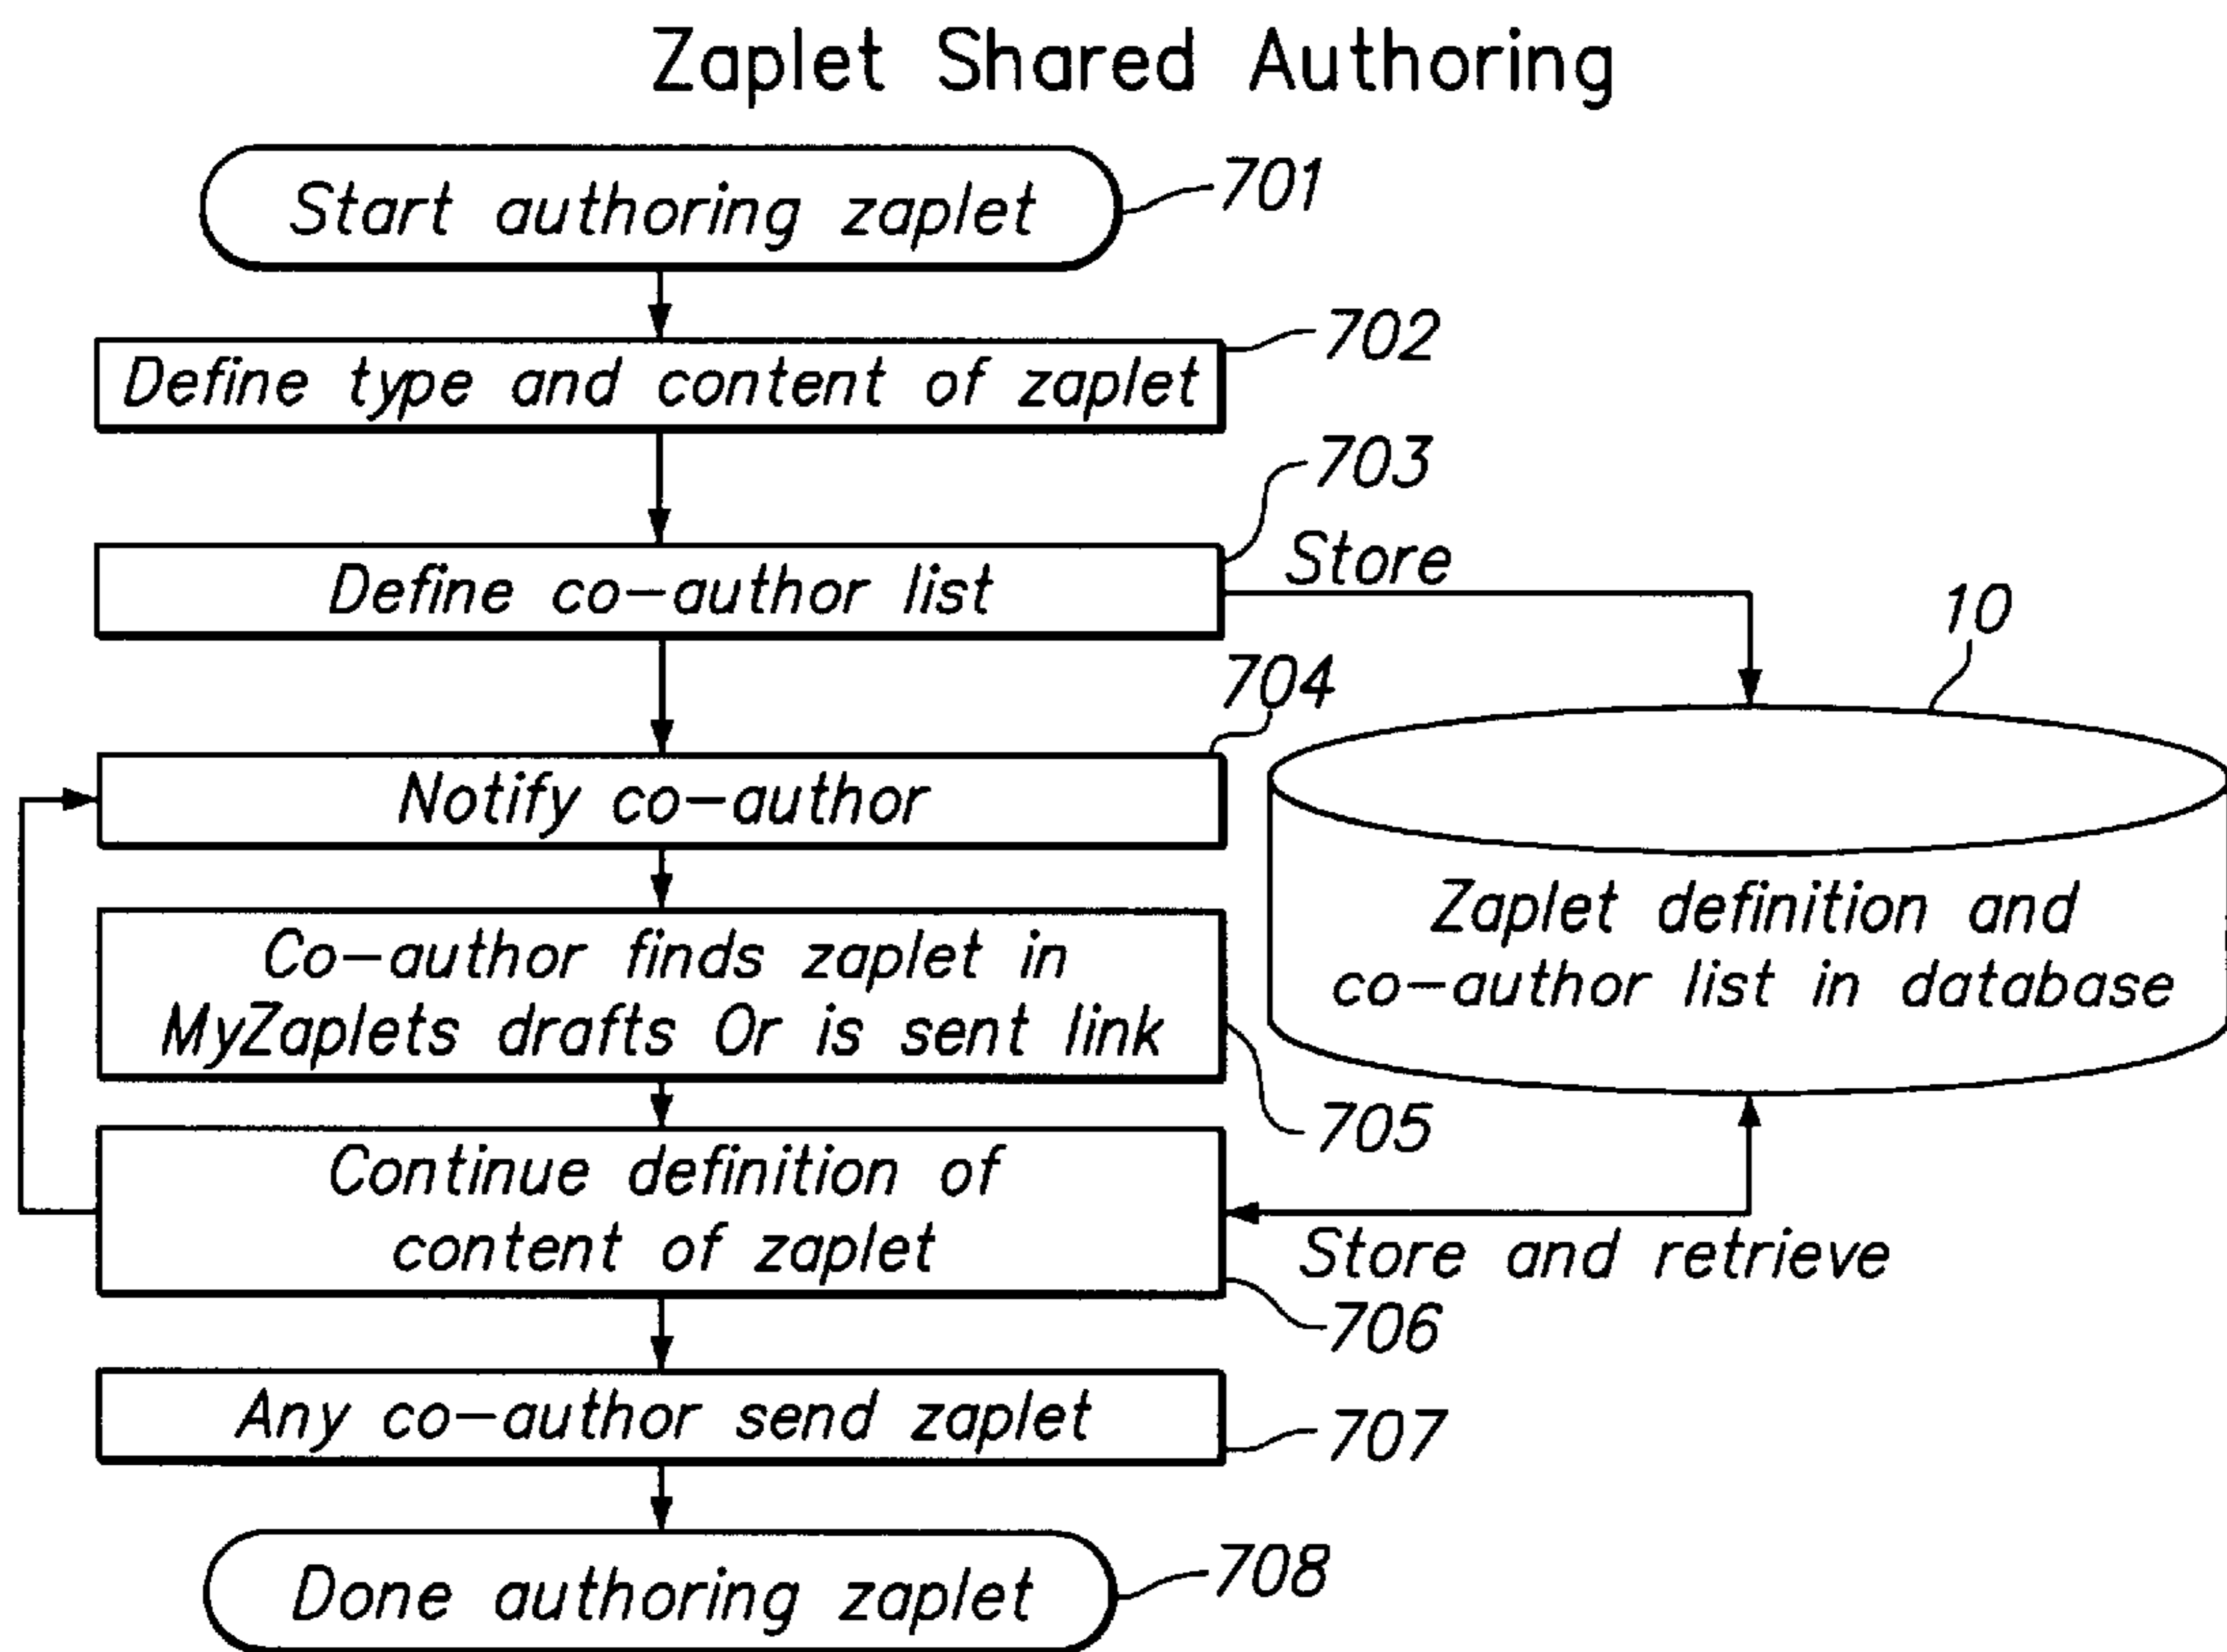 Zaplet Shared Authoring
Start authoring zaplet
701
Define type and content of zaplet
702
703
Define co-author list
Store
10
704
Notify co-author
Zaplet definition and
co-author list in database
Co-author finds zaplet in
MyZaplets drafts Or is sent link
705
Continue definition of
content of zaplet
Store and retrieve
706
Any co-author send zaplet
707
Done authoring zaplet
708